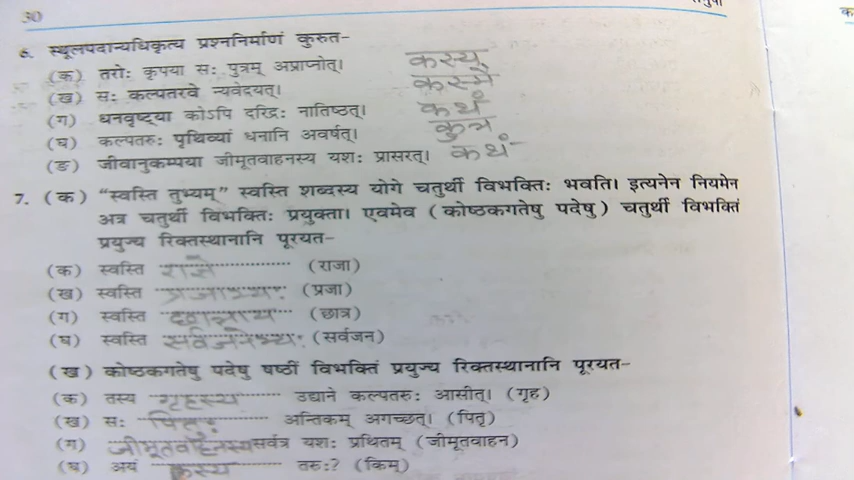 30
6. स्थूलपदान्यधिकृत्य प्रश्ननिर्माणं कुरुत-
(क) तरोः कृपया सः पुत्रम् अप्राप्नोत्। कस्य
(ख) सः कल्पतरवे न्यवेदयत्। कस्मै
(ग) धनवृष्ट्या कोऽपि दरिद्रः नातिष्ठत्। कथं
(घ) कल्पतरुः पृथिव्यां धनानि अवर्षत्। कुत्र
(ङ) जीवानुकम्पया जीमूतवाहनस्य यशः प्रासरत्। कथं
7. (क) “स्वस्ति तुभ्यम्” स्वस्ति शब्दस्य योगे चतुर्थी विभक्तिः भवति। इत्यनेन नियमेन
अत्र चतुर्थी विभक्तिः प्रयुक्ता। एवमेव (कोष्ठकगतेषु पदेषु) चतुर्थी विभक्तिं
प्रयुज्य रिक्तस्थानानि पूरयत-
(क) स्वस्ति राज्ञे (राजा)
(ख) स्वस्ति प्रजाभ्यः (प्रजा)
(ग) स्वस्ति छात्राय (छात्र)
(घ) स्वस्ति सर्वजनेभ्यः (सर्वजन)
(ख) कोष्ठकगतेषु पदेषु षष्ठीं विभक्तिं प्रयुज्य रिक्तस्थानानि पूरयत-
(क) तस्य गृहस्य उद्याने कल्पतरुः आसीत्। (गृह)
(ख) सः पितुः अन्तिकम् अगच्छत्। (पितृ)
(ग) जीमूतवाहनस्य सर्वत्र यशः प्रथितम् (जीमूतवाहन)
(घ) अयं कस्य तरुः? (किम्)